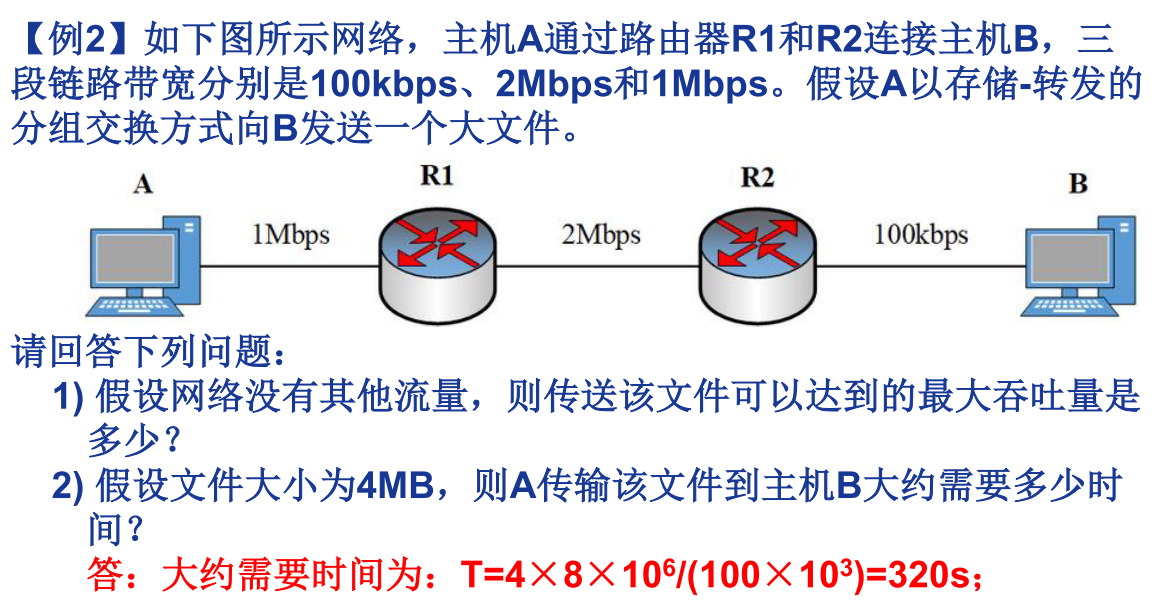 【例2】如下图所示网络，主机A通过路由器R1和R2连接主机B，三
段链路带宽分别是100kbps、2Mbps和1Mbps。假设A以存储-转发的
分组交换方式向B发送一个大文件。
A R1 R2 B
1Mbps 2Mbps 100kbps
请回答下列问题：
1) 假设网络没有其他流量，则传送该文件可以达到的最大吞吐量是
多少？
2) 假设文件大小为4MB，则A传输该文件到主机B大约需要多少时
间？
答：大约需要时间为：T=4×8×10⁶/(100×10³)=320s；